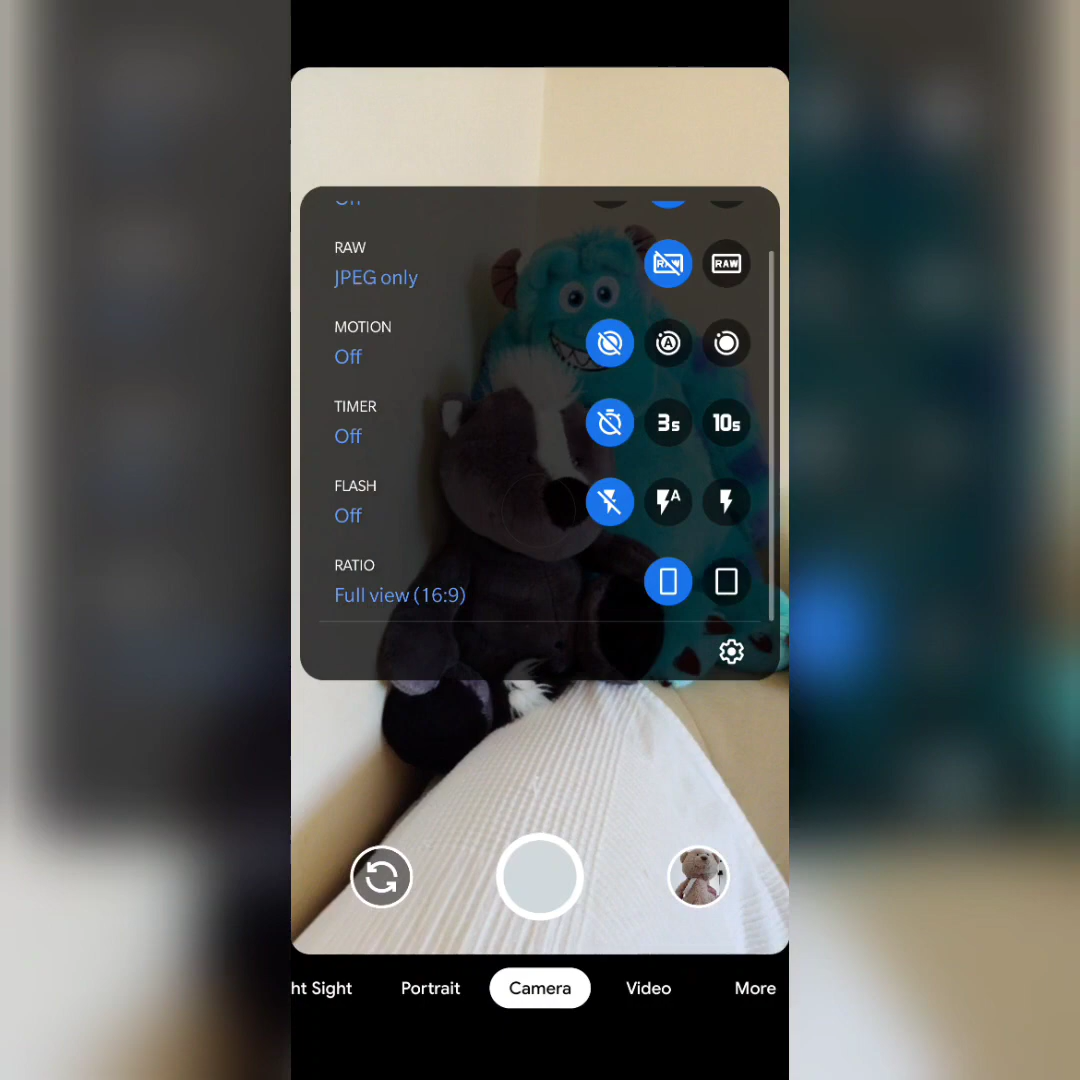 RAW
JPEG only
RAW
RAW
MOTION
Off
A
TIMER
Off
3s
10s
FLASH
Off
A
RATIO
Full view (16:9)
ht Sight
Portrait
Camera
Video
More